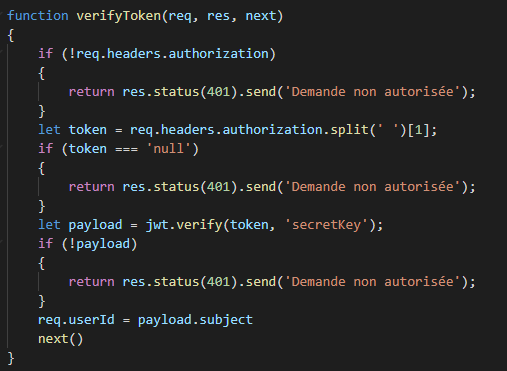 function verifyToken(req, res, next)
{
    if (!req.headers.authorization)
    {
        return res.status(401).send('Demande non autorisée');
    }
    let token = req.headers.authorization.split(' ')[1];
    if (token === 'null')
    {
        return res.status(401).send('Demande non autorisée');
    }
    let payload = jwt.verify(token, 'secretKey');
    if (!payload)
    {
        return res.status(401).send('Demande non autorisée');
    }
    req.userId = payload.subject
    next()
}